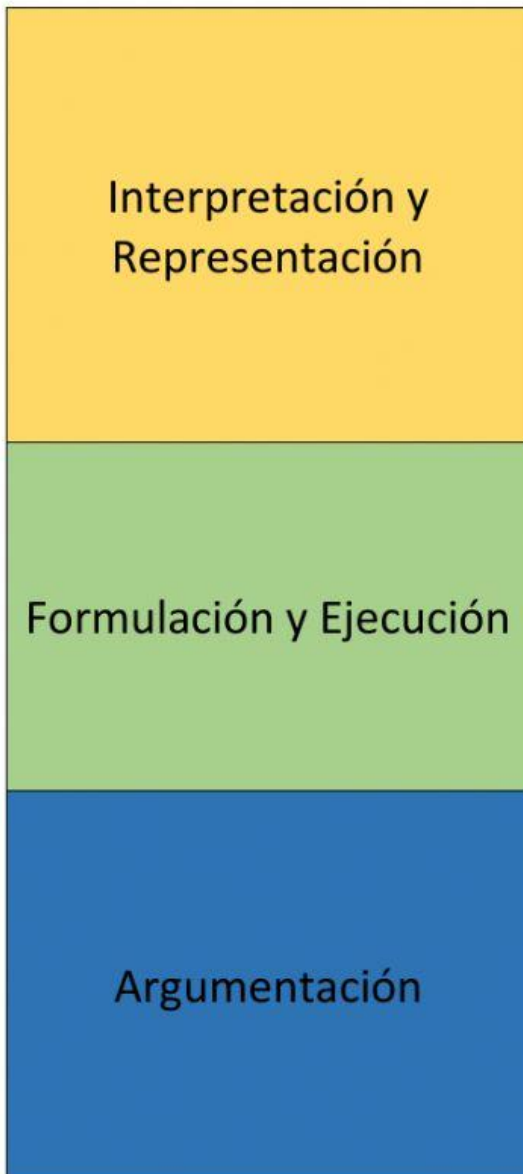 Interpretación y
Representación
Formulación y Ejecución
Argumentación